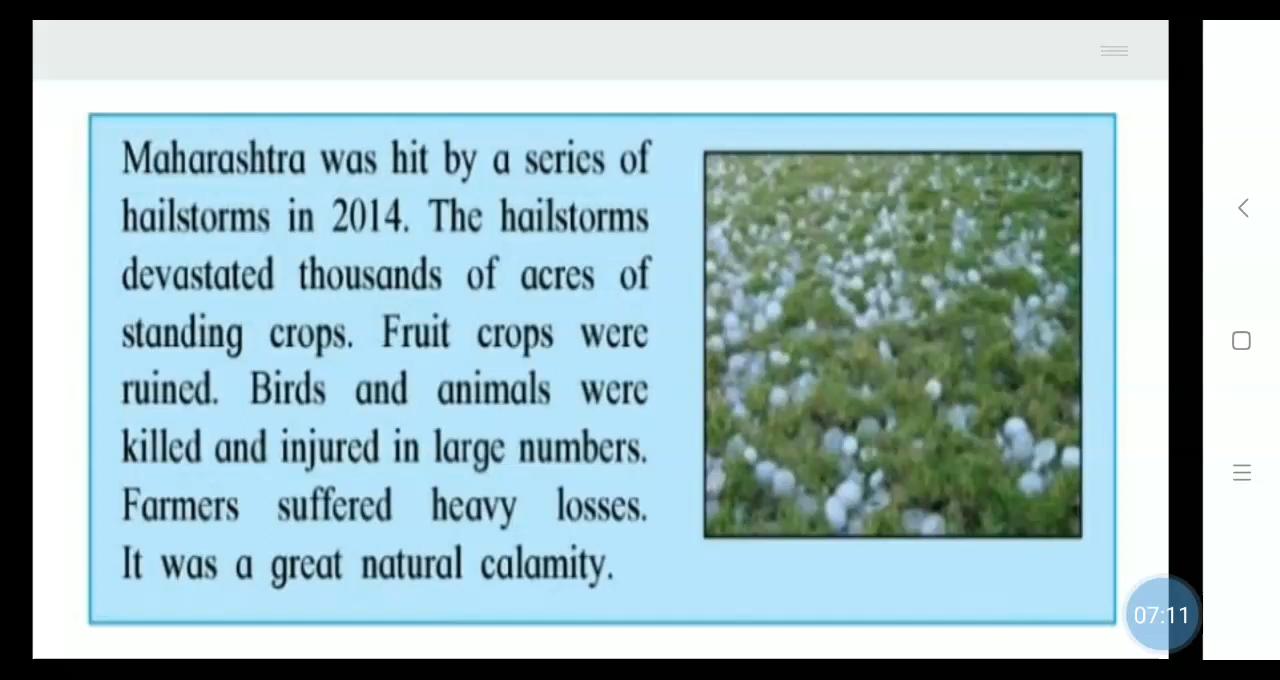 Maharashtra was hit by a series of
hailstorms in 2014. The hailstorms
devastated thousands of acres of
standing crops. Fruit crops were
ruined. Birds and animals were
killed and injured in large numbers.
Farmers suffered heavy losses.
It was a great natural calamity.
07:11